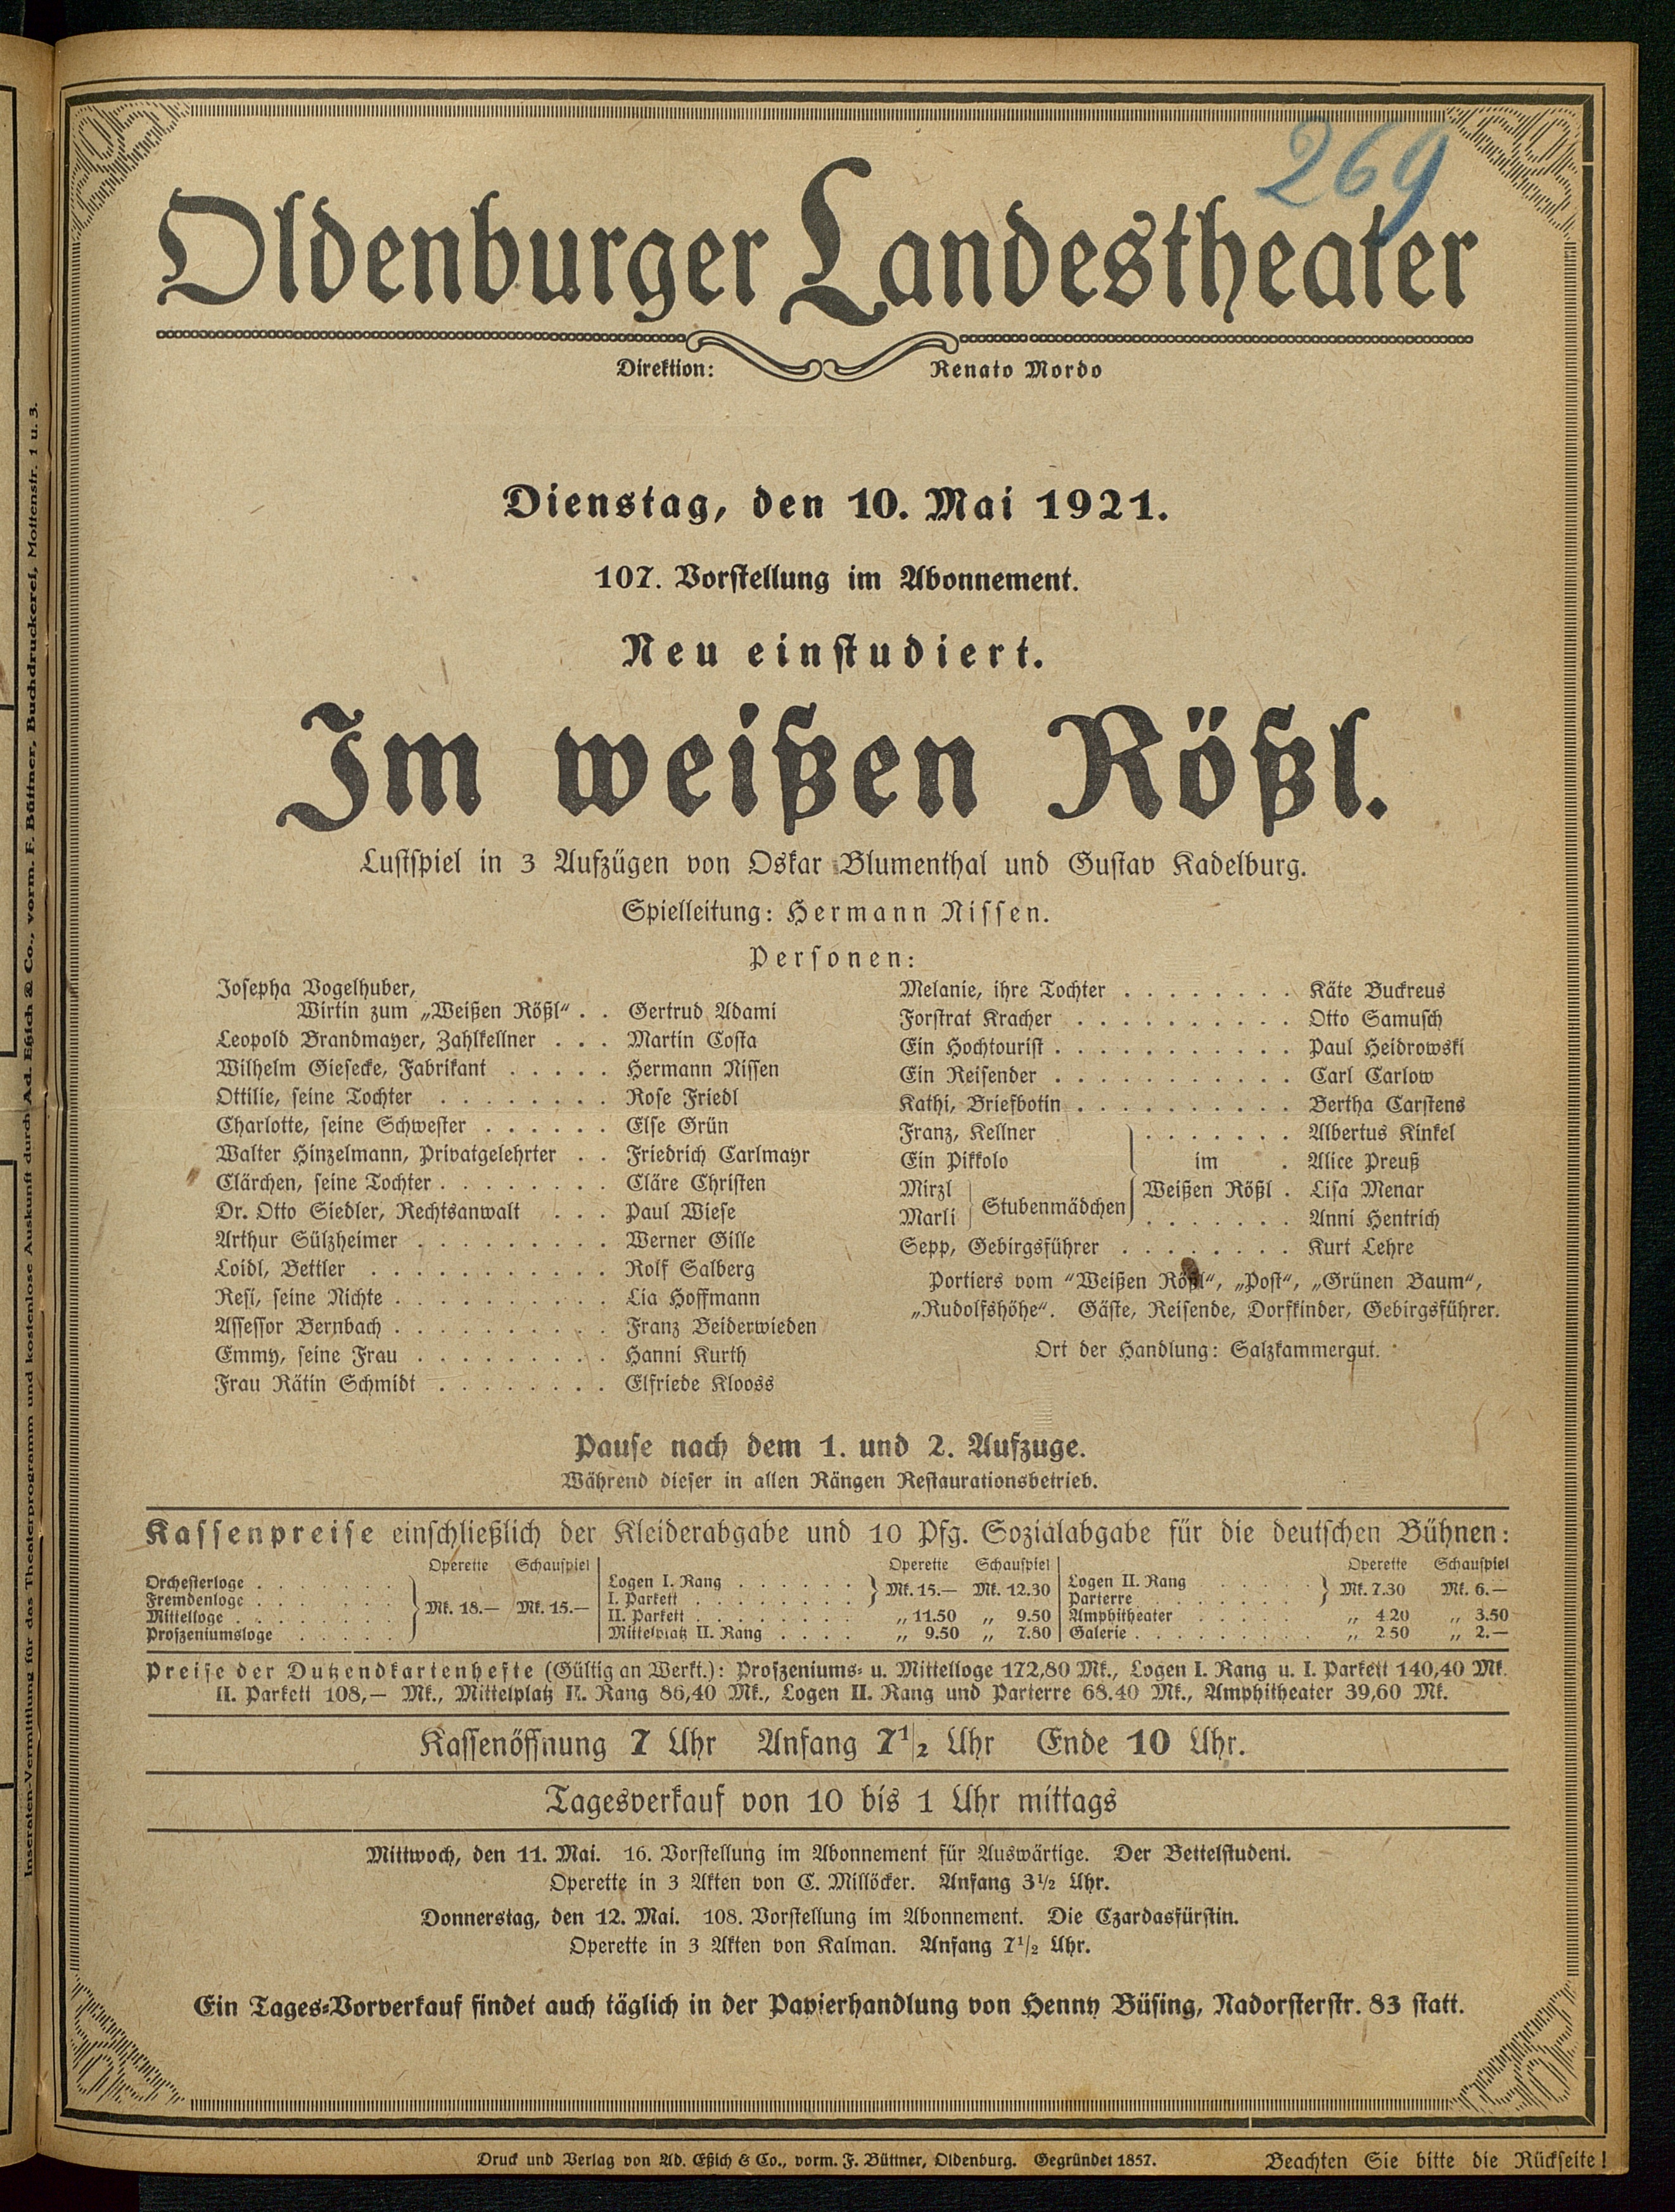 269
Oldenburger Landestheater
Direktion: Renato Mordo
Dienstag, den 10. Mai 1921.
107. Vorstellung im Abonnement.
Neu einstudiert.
Im weißen Rößl.
Lustspiel in 3 Aufzügen von Oskar Blumenthal und Gustav Kadelburg.
Spielleitung: Hermann Nissen.
Personen:
Josepha Vogelhuber,
Wirtin zum „Weißen Rößl“ . . Gertrud Adami
Leopold Brandmayer, Zahlkellner . . . Martin Costa
Wilhelm Giesecke, Fabrikant . . . . . Hermann Nissen
Ottilie, seine Tochter . . . . . . . . Rose Friedl
Charlotte, seine Schwester . . . . . . Else Grün
Walter Hinzelmann, Privatgelehrter . . Friedrich Carlmayr
Clärchen, seine Tochter . . . . . . . . Cläre Christen
Dr. Otto Siedler, Rechtsanwalt . . . Paul Wiese
Arthur Sülzheimer . . . . . . . . . Werner Gille
Loidl, Bettler . . . . . . . . . . . Rolf Salberg
Resi, seine Nichte . . . . . . . . . . Lia Hoffmann
Assessor Bernbach . . . . . . . . . . Franz Beiderwieden
Emmy, seine Frau . . . . . . . . . Hanni Kurth
Frau Rätin Schmidt . . . . . . . . Elfriede Klooss
Melanie, ihre Tochter . . . . . . . . Käte Buckreus
Forstrat Kracher . . . . . . . . . . Otto Samusch
Ein Hochtourist . . . . . . . . . . . Paul Heidrowski
Ein Reisender . . . . . . . . . . . Carl Carlow
Kathi, Briefbotin . . . . . . . . . . Bertha Carstens
Franz, Kellner . . . . . . . Albertus Kinkel
Ein Pikkolo im . Alice Preuß
Mirzl Stubenmädchen Weißen Rößl . Lisa Menar
Marli . . . . . . . Anni Hentrich
Sepp, Gebirgsführer . . . . . . . . Kurt Lehre
Portiers vom “Weißen Rößl“, „Post“, „Grünen Baum“,
„Rudolfshöhe“. Gäste, Reisende, Dorfkinder, Gebirgsführer.
Ort der Handlung: Salzkammergut.
Pause nach dem 1. und 2. Aufzuge.
Während dieser in allen Rängen Restaurationsbetrieb.
Kassenpreise einschließlich der Kleiderabgabe und 10 Pfg. Sozialabgabe für die deutschen Bühnen:
Operette Schauspiel
Orchesterloge . . . . . . .
Fremdenloge . . . . . . .
Mittelloge . . . . . . . .
Proszeniumsloge . . . . .
Mk. 18.— Mk. 15.—
Operette Schauspiel
Logen I. Rang . . . . . .
I. Parkett . . . . . . . .
Mk. 15.— Mk. 12.30
II. Parkett . . . . . . . . „ 11.50 „ 9.50
Mittelplatz II. Rang . . . . „ 9.50 „ 7.80
Operette Schauspiel
Logen II. Rang . . . . .
Parterre . . . . . . . .
Mk. 7.30 Mk. 6.—
Amphitheater . . . . . „ 4 20 „ 3.50
Galerie . . . . . . . . . „ 2 50 „ 2.—
Preise der Dutzendkartenhefte (Gültig an Werkt.): Proszeniums- u. Mittelloge 172,80 Mk., Logen I. Rang u. I. Parkett 140,40 Mk.
II. Parkett 108,— Mk., Mittelplatz II. Rang 86,40 Mk., Logen II. Rang und Parterre 68.40 Mk., Amphitheater 39,60 Mk.
Kassenöffnung 7 Uhr Anfang 7 1/2 Uhr Ende 10 Uhr.
Tagesverkauf von 10 bis 1 Uhr mittags
Mittwoch, den 11. Mai. 16. Vorstellung im Abonnement für Auswärtige. Der Bettelstudent.
Operette in 3 Akten von C. Millöcker. Anfang 3 1/2 Uhr.
Donnerstag, den 12. Mai. 108. Vorstellung im Abonnement. Die Czardasfürstin.
Operette in 3 Akten von Kalman. Anfang 7 1/2 Uhr.
Ein Tages-Vorverkauf findet auch täglich in der Papierhandlung von Henny Büsing, Nadorsterstr. 83 statt.
Druck und Verlag von Ad. Eßich & Co., vorm. F. Büttner, Oldenburg. Gegründet 1857.
Beachten Sie bitte die Rückseite!
Inseraten-Vermittlung für das Theaterprogramm und kostenlose Auskunft durch Ad. Eßich & Co., vorm. F. Büttner, Buchdruckerei, Mottenstr. 1 u. 3.